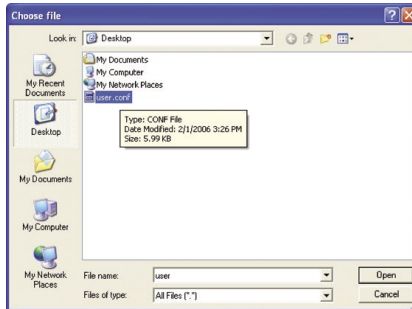 Choose file
Look in:
Desktop
My Recent
Documents
Desktop
My Documents
My Computer
My Network
Places
My Documents
My Computer
My Network Places
user.conf
Type: CONF File
Date Modified: 2/1/2006 3:26 PM
Size: 5.99 KB
File name:
user
Open
Files of type:
All Files (*.*)
Cancel